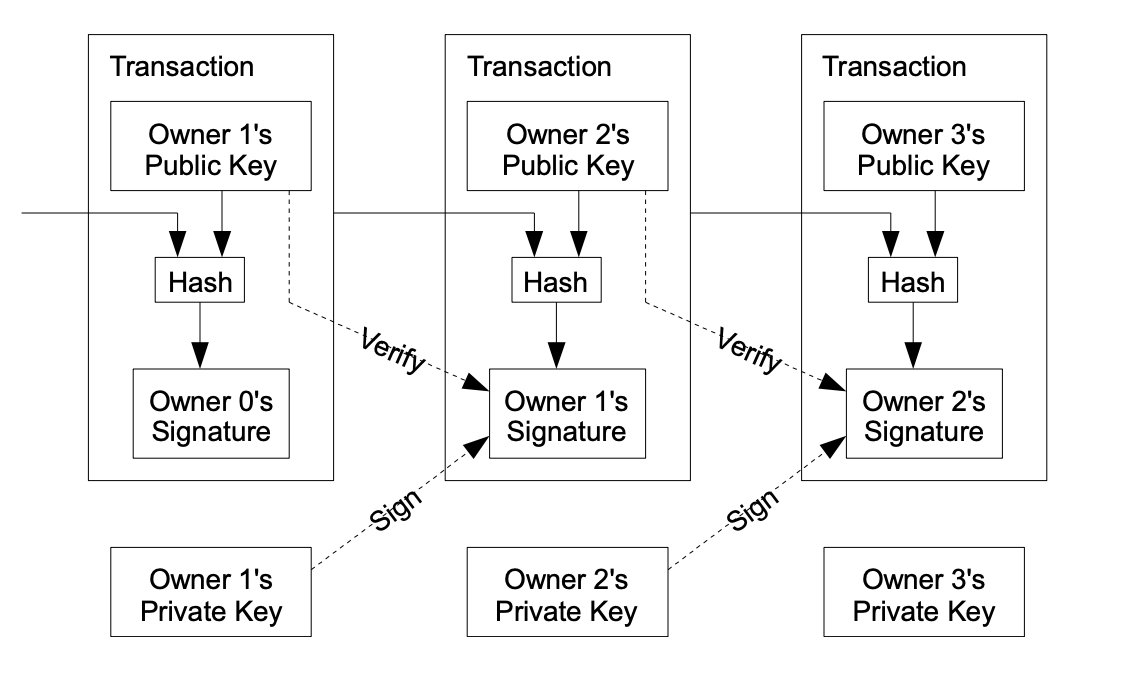 Transaction
Owner 1's
Public Key
Hash
Owner 0's
Signature
Transaction
Owner 2's
Public Key
Hash
Verify
Owner 1's
Signature
Transaction
Owner 3's
Public Key
Hash
Verify
Owner 2's
Signature
Sign
Sign
Owner 1's
Private Key
Owner 2's
Private Key
Owner 3's
Private Key